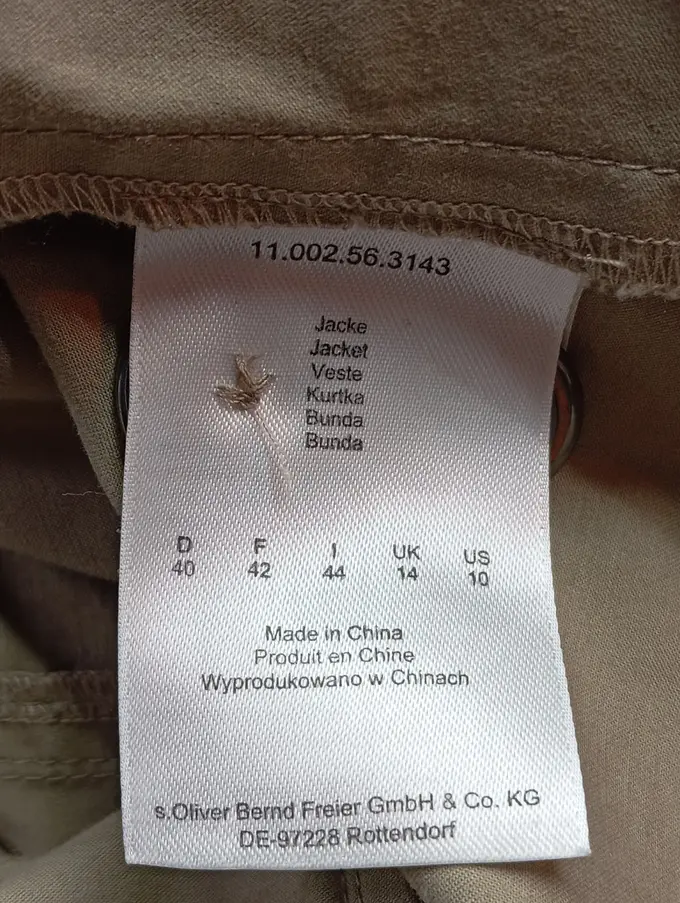 11.002.56.3143
Jacke
Jacket
Veste
Kurtka
Bunda
Bunda
D F I UK US
40 42 44 14 10
Made in China
Produit en Chine
Wyprodukowano w Chinach
s.Oliver Bernd Freier GmbH & Co. KG
DE-97228 Rottendorf